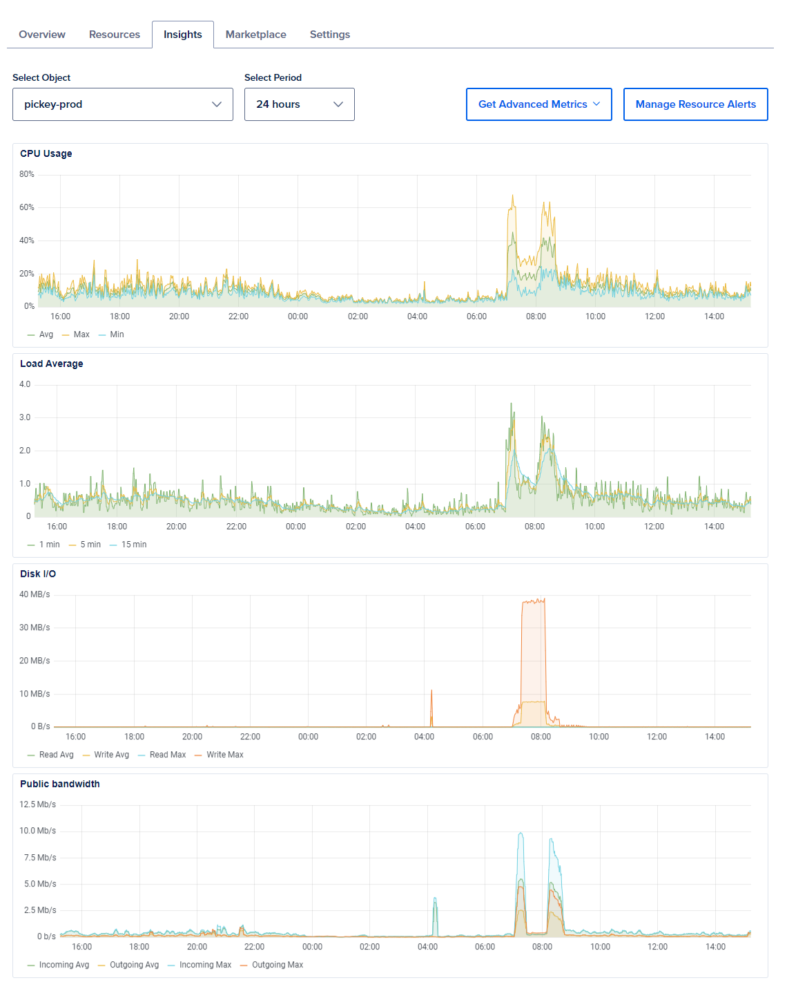 Overview Resources Insights Marketplace Settings
Select Object Select Period
pickey-prod 24 hours Get Advanced Metrics Manage Resource Alerts
CPU Usage
80%
60%
40%
20%
0%
16:00 18:00 20:00 22:00 00:00 02:00 04:00 06:00 08:00 10:00 12:00 14:00
Avg Max Min
Load Average
4.0
3.0
2.0
1.0
0
16:00 18:00 20:00 22:00 00:00 02:00 04:00 06:00 08:00 10:00 12:00 14:00
1 min 5 min 15 min
Disk I/O
40 MB/s
30 MB/s
20 MB/s
10 MB/s
0 B/s
16:00 18:00 20:00 22:00 00:00 02:00 04:00 06:00 08:00 10:00 12:00 14:00
Read Avg Write Avg Read Max Write Max
Public bandwidth
12.5 Mb/s
10.0 Mb/s
7.5 Mb/s
5.0 Mb/s
2.5 Mb/s
0 b/s
16:00 18:00 20:00 22:00 00:00 02:00 04:00 06:00 08:00 10:00 12:00 14:00
Incoming Avg Outgoing Avg Incoming Max Outgoing Max